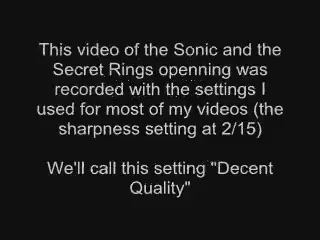 This video of the Sonic and the
Secret Rings openning was
recorded with the settings I
used for most of my videos (the
sharpness setting at 2/15)
We'll call this setting "Decent
Quality"